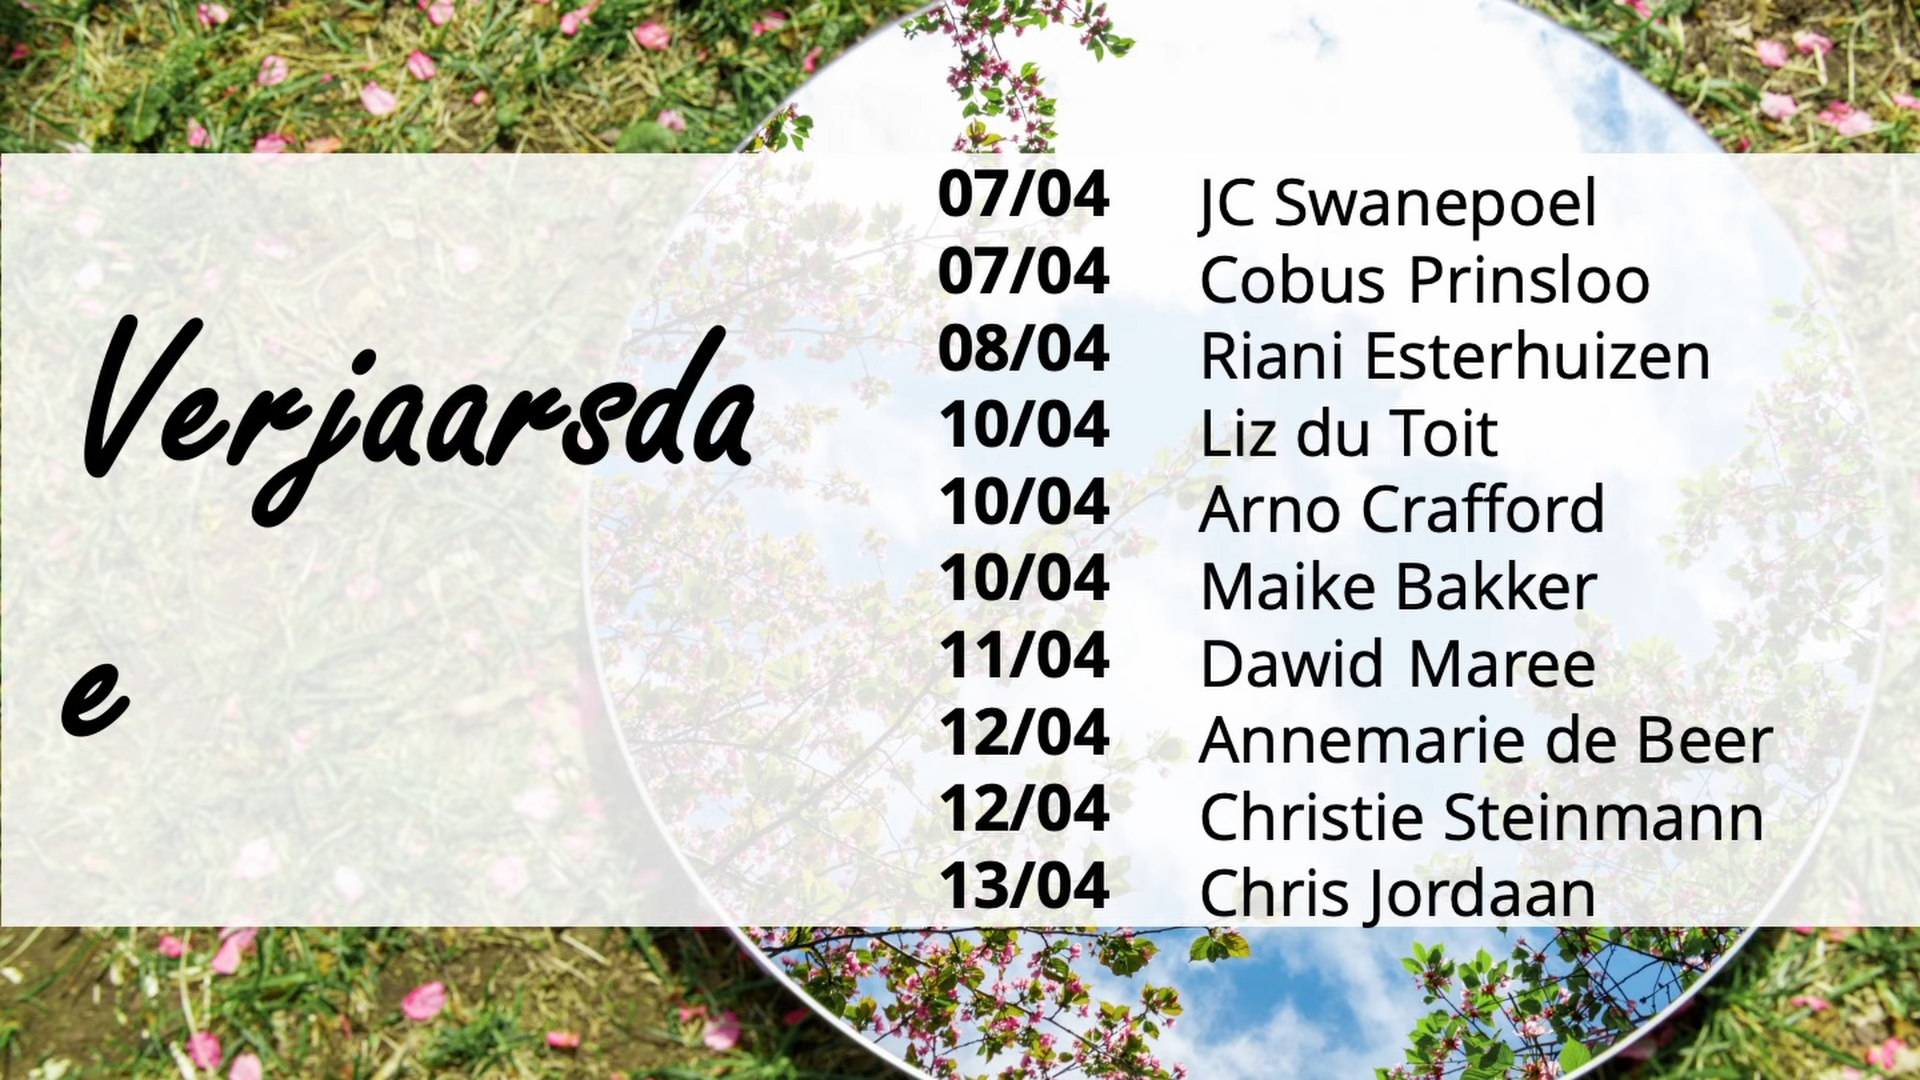 Verjaarsda
e
07/04 JC Swanepoel
07/04 Cobus Prinsloo
08/04 Riani Esterhuizen
10/04 Liz du Toit
10/04 Arno Crafford
10/04 Maike Bakker
11/04 Dawid Maree
12/04 Annemarie de Beer
12/04 Christie Steinmann
13/04 Chris Jordaan